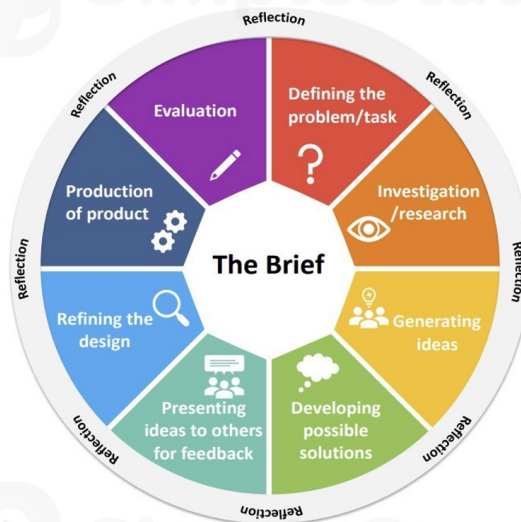 Reflection
Reflection
Reflection
Evaluation
Defining the
problem/task
Production
of product
Investigation
/research
Reflection
The Brief
Reflection
Refining the
design
Generating
ideas
Presenting
ideas to others
for feedback
Developing
possible
solutions
Reflection
Reflection
Reflection